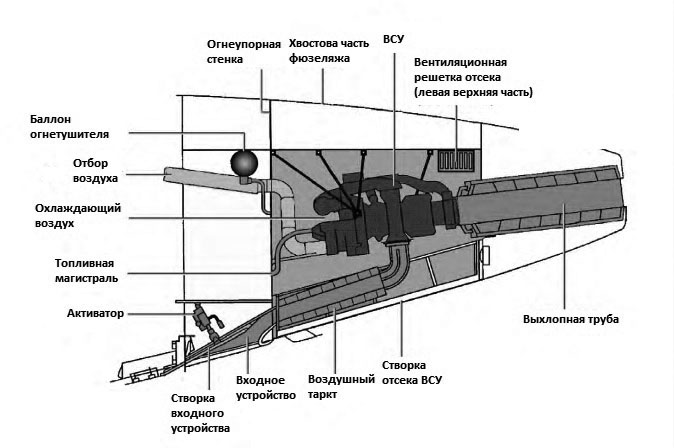 Огнеупорная
стенка
Хвостова часть
фюзеляжа
ВСУ
Вентиляционная
решетка отсека
(левая верхняя часть)
Баллон
огнетушителя
Отбор
воздуха
Охлаждающий
воздух
Топливная
магистраль
Активатор
Выхлопная труба
Створка
входного
устройства
Входное
устройство
Воздушный
таркт
Створка
отсека ВСУ